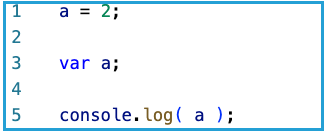 1 a = 2;
2
3 var a;
4
5 console.log( a );